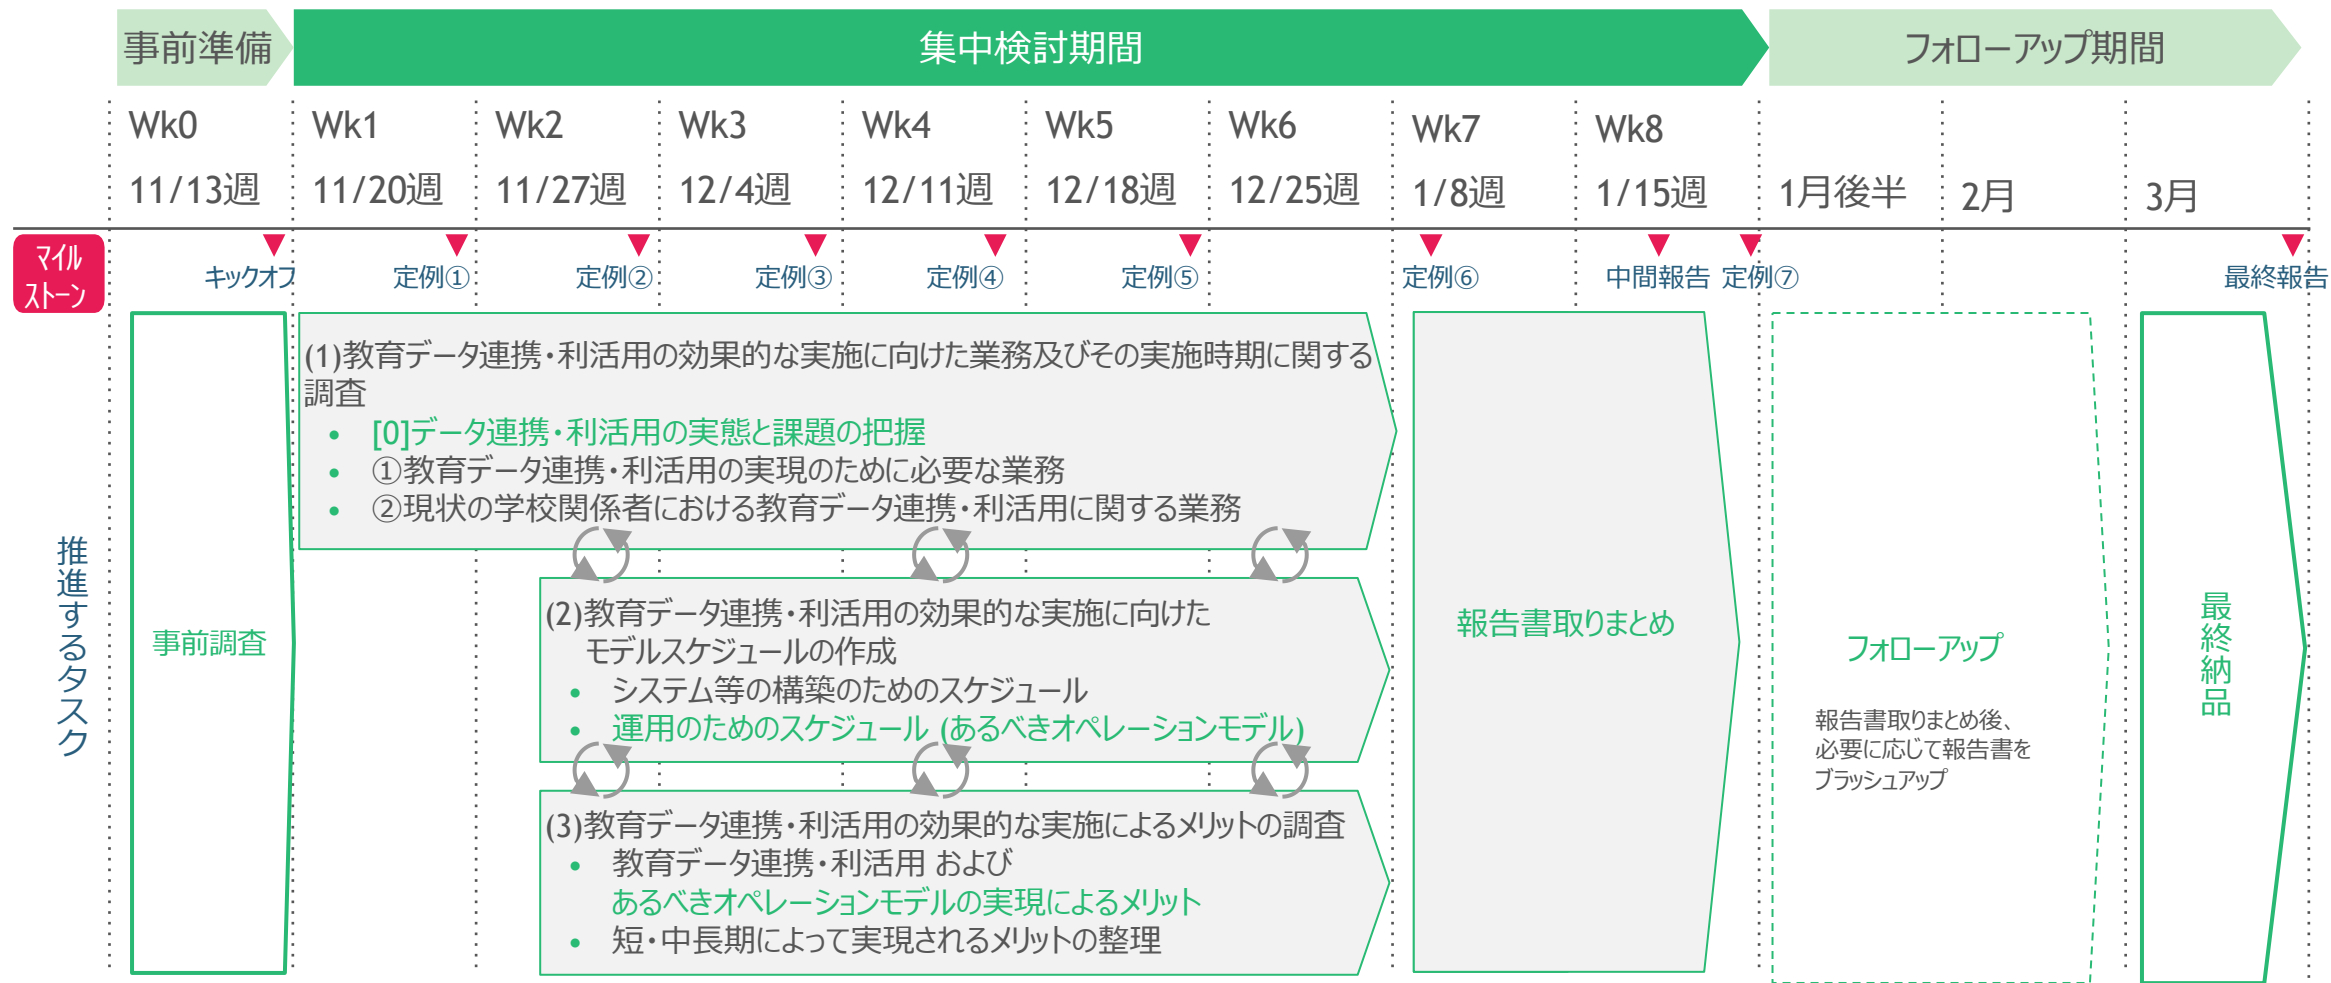 事前準備
集中検討期間
フォローアップ期間
Wk0
Wk1
Wk2
Wk3
Wk4
Wk5
Wk6
Wk7
Wk8
11/13週
11/20週
11/27週
12/4週
12/11週
12/18週
12/25週
1/8週
1/15週
1月後半
2月
3月
マイル
ストーン
キックオフ
定例①
定例②
定例③
定例④
定例⑤
定例⑥
中間報告
定例⑦
最終報告
推進するタスク
事前調査
(1)教育データ連携・利活用の効果的な実施に向けた業務及びその実施時期に関する
調査
• [0]データ連携・利活用の実態と課題の把握
• ①教育データ連携・利活用の実現のために必要な業務
• ②現状の学校関係者における教育データ連携・利活用に関する業務
(2)教育データ連携・利活用の効果的な実施に向けた
モデルスケジュールの作成
• システム等の構築のためのスケジュール
• 運用のためのスケジュール (あるべきオペレーションモデル)
(3)教育データ連携・利活用の効果的な実施によるメリットの調査
• 教育データ連携・利活用 および
あるべきオペレーションモデルの実現によるメリット
• 短・中長期によって実現されるメリットの整理
報告書取りまとめ
フォローアップ
報告書取りまとめ後、
必要に応じて報告書を
ブラッシュアップ
最終納品